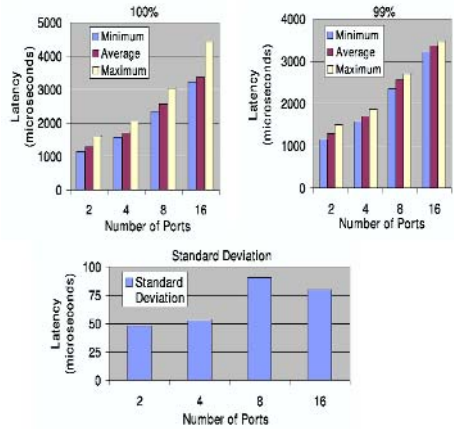 100%
5000
4000
3000
2000
1000
0
Minimum
Average
Maximum
Latency
(microseconds)
2 4 8 16
Number of Ports
99%
4000
3000
2000
1000
0
Minimum
Average
Maximum
Latency
(microseconds)
2 4 8 16
Number of Ports
Standard Deviation
100
75
50
25
0
Standard
Deviation
Latency
(microseconds)
2 4 8 16
Number of Ports